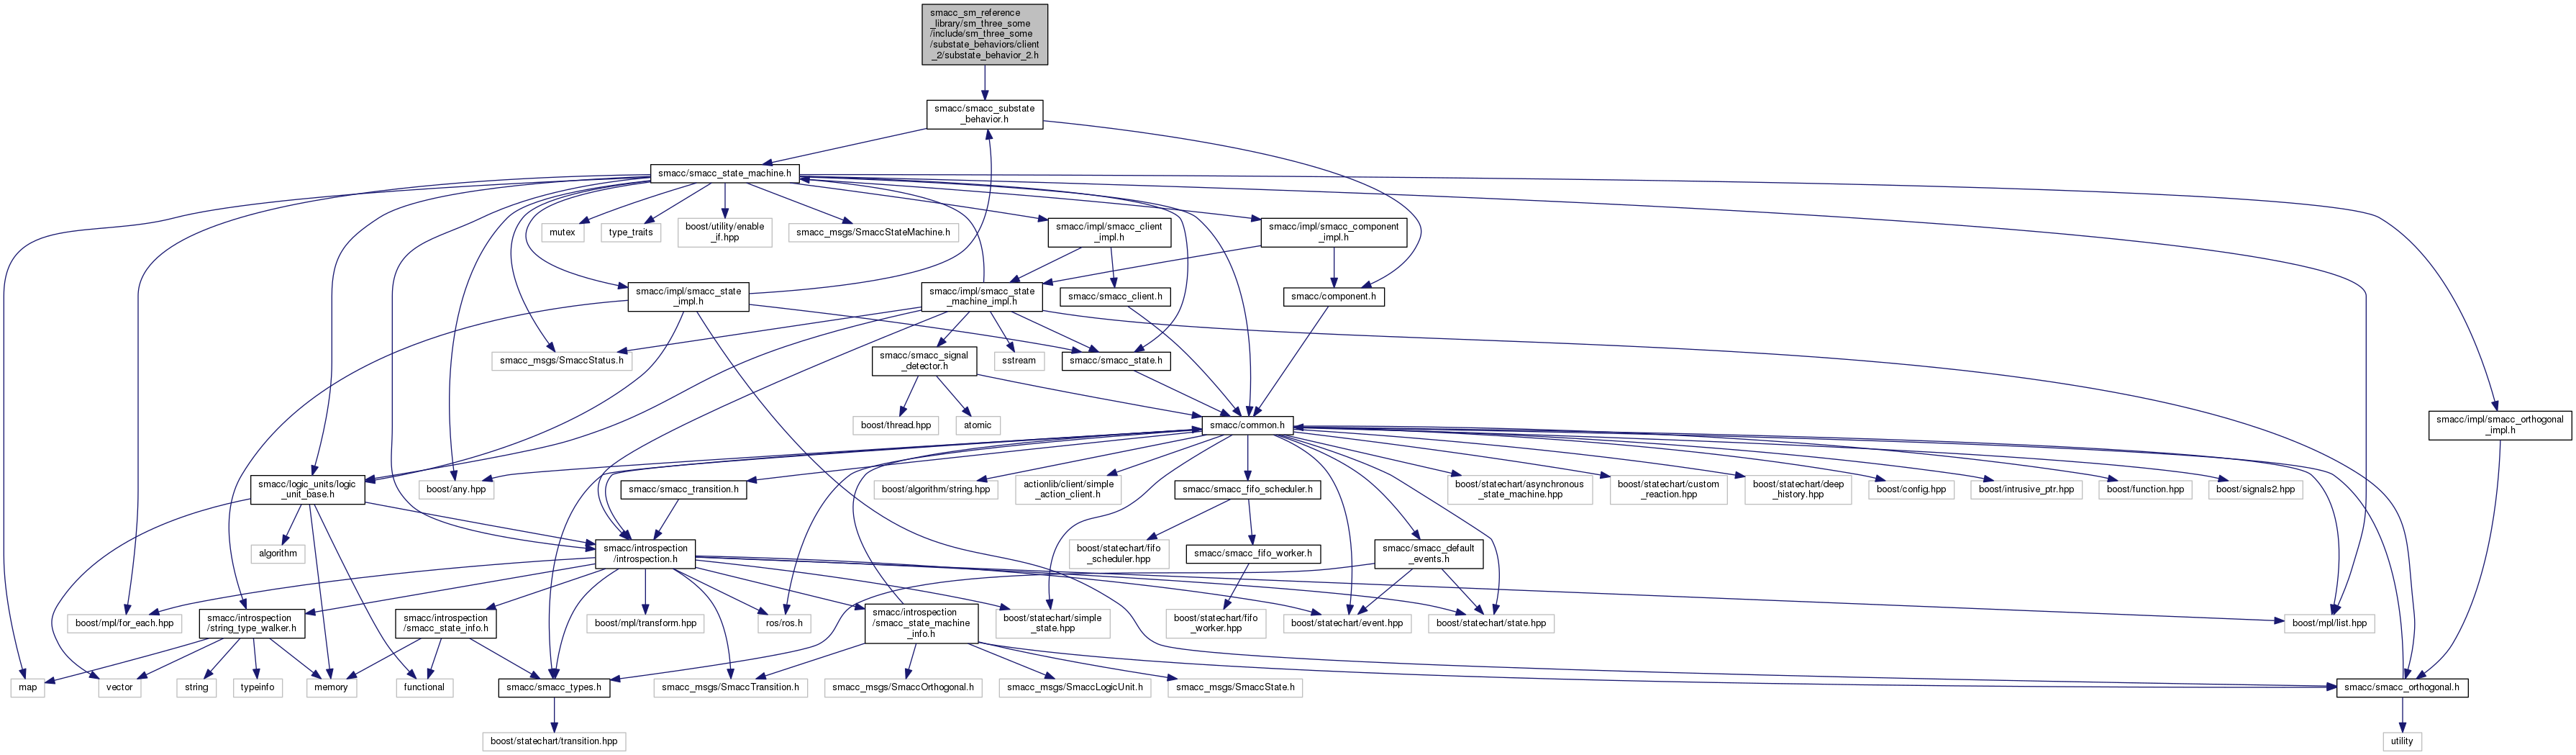 smacc_sm_reference
_library/sm_three_some
/include/sm_three_some
/substate_behaviors/client
_2/substate_behavior_2.h
smacc/smacc_substate
_behavior.h
smacc/smacc_state_machine.h
mutex
type_traits
boost/utility/enable
_if.hpp
smacc_msgs/SmaccStateMachine.h
smacc/impl/smacc_client
_impl.h
smacc/impl/smacc_component
_impl.h
smacc/impl/smacc_state
_impl.h
smacc/impl/smacc_state
_machine_impl.h
smacc/smacc_client.h
smacc/component.h
smacc_msgs/SmaccStatus.h
smacc/smacc_signal
_detector.h
sstream
smacc/smacc_state.h
boost/thread.hpp
atomic
smacc/common.h
smacc/impl/smacc_orthogonal
_impl.h
smacc/logic_units/logic
_unit_base.h
boost/any.hpp
smacc/smacc_transition.h
boost/algorithm/string.hpp
actionlib/client/simple
_action_client.h
smacc/smacc_fifo_scheduler.h
boost/statechart/asynchronous
_state_machine.hpp
boost/statechart/custom
_reaction.hpp
boost/statechart/deep
_history.hpp
boost/config.hpp
boost/intrusive_ptr.hpp
boost/function.hpp
boost/signals2.hpp
algorithm
smacc/introspection
/introspection.h
boost/statechart/fifo
_scheduler.hpp
smacc/smacc_fifo_worker.h
smacc/smacc_default
_events.h
boost/mpl/for_each.hpp
smacc/introspection
/string_type_walker.h
smacc/introspection
/smacc_state_info.h
boost/mpl/transform.hpp
ros/ros.h
smacc/introspection
/smacc_state_machine
_info.h
boost/statechart/simple
_state.hpp
boost/statechart/fifo
_worker.hpp
boost/statechart/event.hpp
boost/statechart/state.hpp
boost/mpl/list.hpp
map
vector
string
typeinfo
memory
functional
smacc/smacc_types.h
smacc_msgs/SmaccTransition.h
smacc_msgs/SmaccOrthogonal.h
smacc_msgs/SmaccLogicUnit.h
smacc_msgs/SmaccState.h
smacc/smacc_orthogonal.h
boost/statechart/transition.hpp
utility